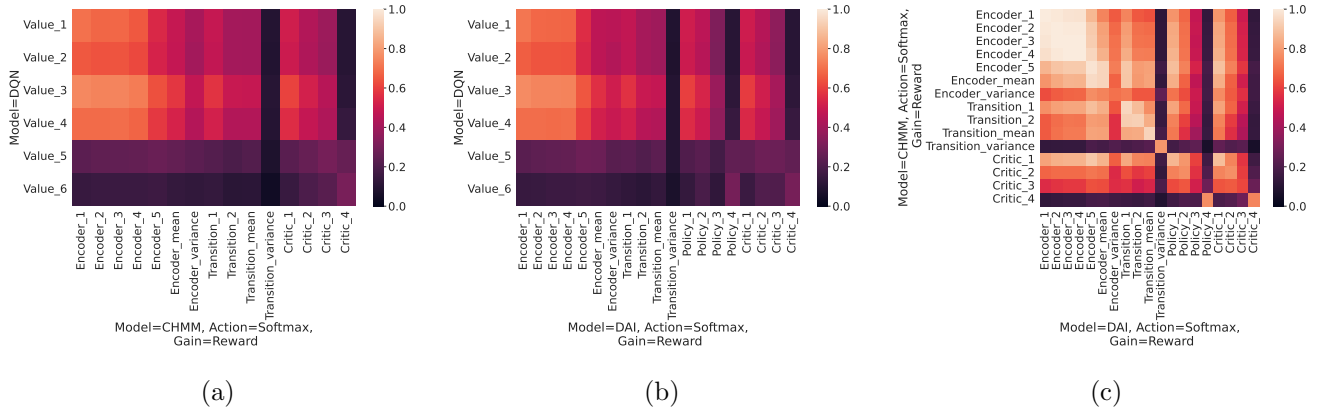 Model=DQN
Value_1
Value_2
Value_3
Value_4
Value_5
Value_6
1.0
0.8
0.6
0.4
0.2
0.0
Encoder_1
Encoder_2
Encoder_3
Encoder_4
Encoder_5
Encoder_mean
Encoder_variance
Transition_1
Transition_2
Transition_mean
Transition_variance
Critic_1
Critic_2
Critic_3
Critic_4
Model=CHMM, Action=Softmax,
Gain=Reward
(a)
Model=DQN
Value_1
Value_2
Value_3
Value_4
Value_5
Value_6
1.0
0.8
0.6
0.4
0.2
0.0
Encoder_1
Encoder_2
Encoder_3
Encoder_4
Encoder_5
Encoder_mean
Encoder_variance
Transition_1
Transition_2
Transition_mean
Transition_variance
Policy_1
Policy_2
Policy_3
Policy_4
Critic_1
Critic_2
Critic_3
Critic_4
Model=DAI, Action=Softmax,
Gain=Reward
(b)
Model=CHMM, Action=Softmax,
Gain=Reward
Encoder_1
Encoder_2
Encoder_3
Encoder_4
Encoder_5
Encoder_mean
Encoder_variance
Transition_1
Transition_2
Transition_mean
Transition_variance
Critic_1
Critic_2
Critic_3
Critic_4
1.0
0.8
0.6
0.4
0.2
0.0
Encoder_1
Encoder_2
Encoder_3
Encoder_4
Encoder_5
Encoder_mean
Encoder_variance
Transition_1
Transition_2
Transition_mean
Transition_variance
Policy_1
Policy_2
Policy_3
Policy_4
Critic_1
Critic_2
Critic_3
Critic_4
Model=DAI, Action=Softmax,
Gain=Reward
(c)